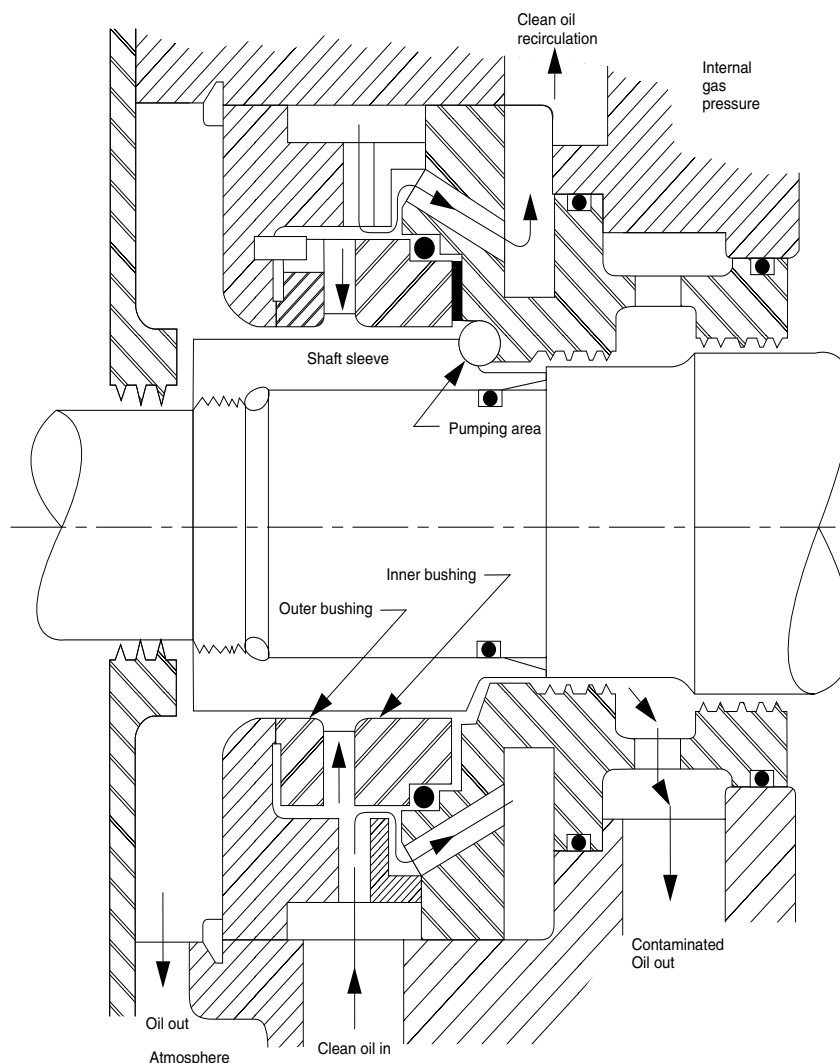 Clean oil
recirculation
Internal
gas
pressure
Shaft sleeve
Pumping area
Inner bushing
Outer bushing
Contaminated
Oil out
Oil out
Clean oil in
Atmosphere